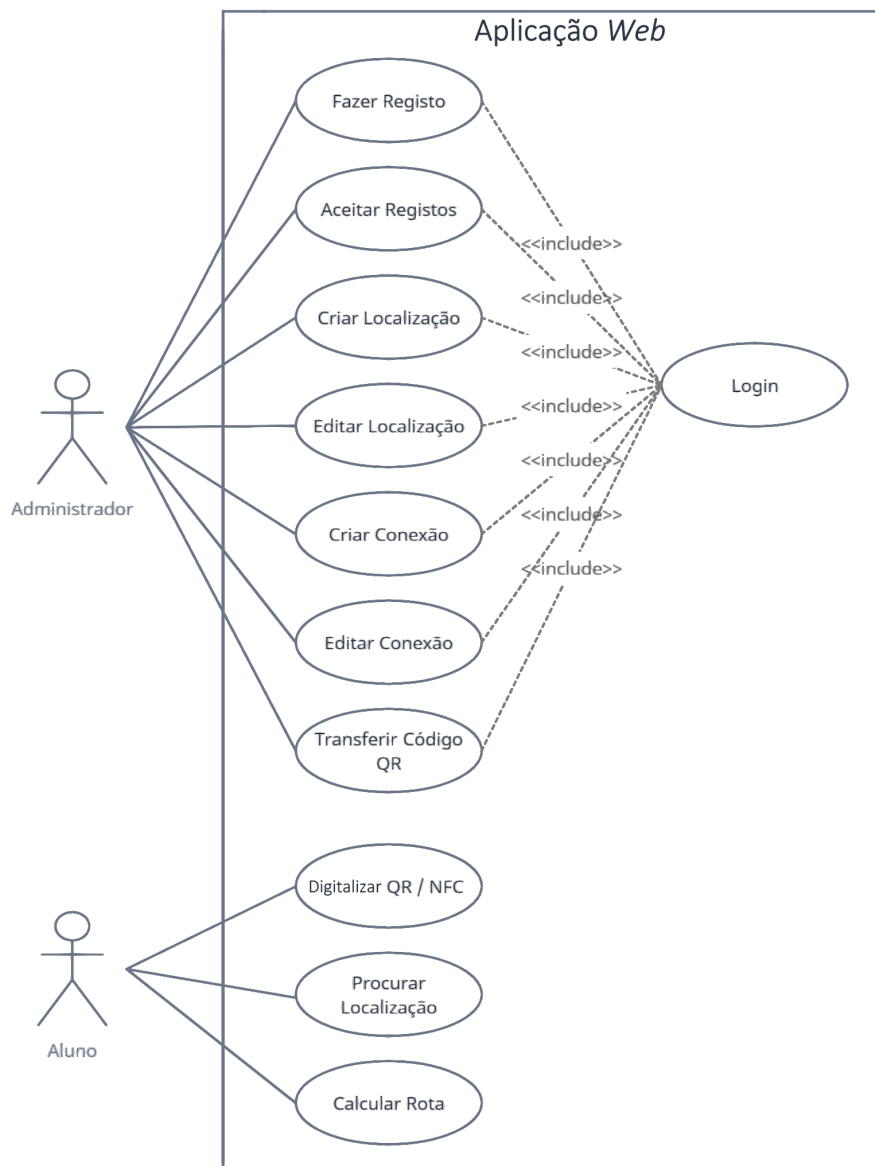 Aplicação Web
Fazer Registo
Aceitar Registos
<<include>>
<<include>>
Criar Localização
<<include>>
Login
Editar Localização
<<include>>
<<include>>
Administrador
<<include>>
Criar Conexão
<<include>>
Editar Conexão
Transferir Código
QR
Digitalizar QR / NFC
Procurar
Localização
Aluno
Calcular Rota